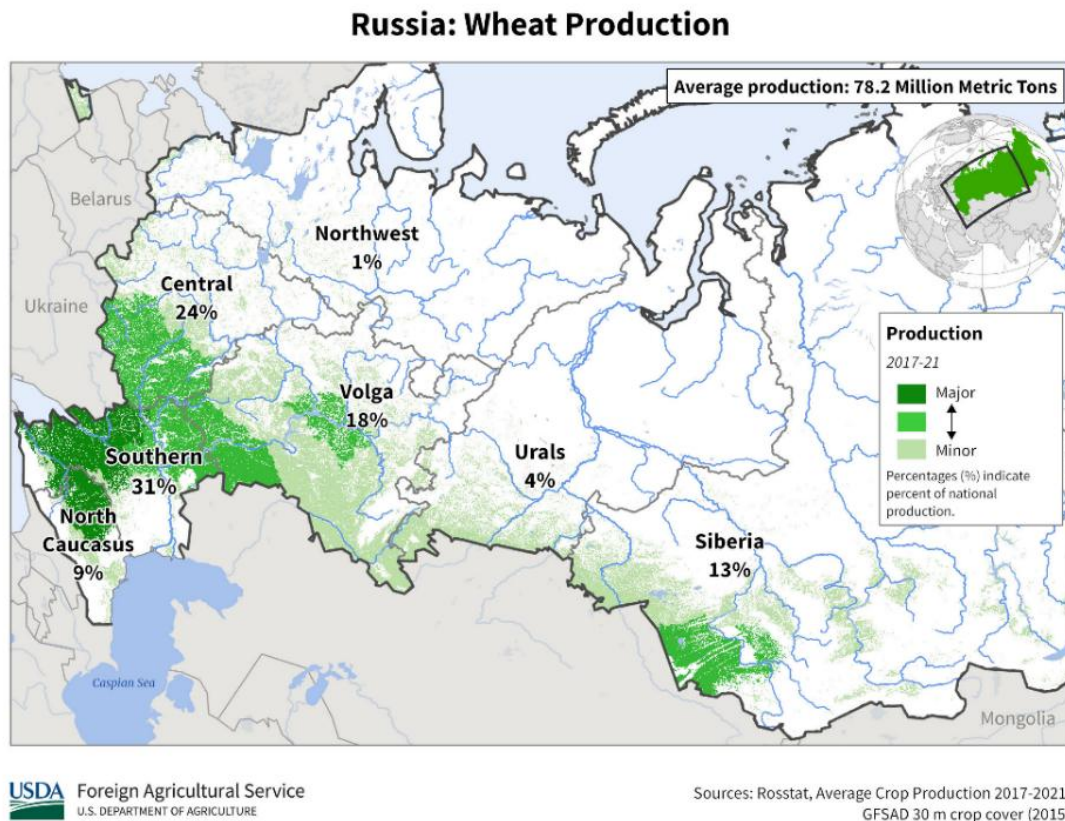 Russia: Wheat Production
Average production: 78.2 Million Metric Tons
Belarus
Ukraine
Northwest
1%
Central
24%
Volga
18%
Urals
4%
Southern
31%
North
Caucasus
9%
Siberia
13%
Caspian Sea
Mongolia
Production
2017-21
Major
Minor
Percentages (%) indicate
percent of national
production.
USDA
Foreign Agricultural Service
U.S. DEPARTMENT OF AGRICULTURE
Sources: Rosstat, Average Crop Production 2017-2021
GFSAD 30 m crop cover (2015